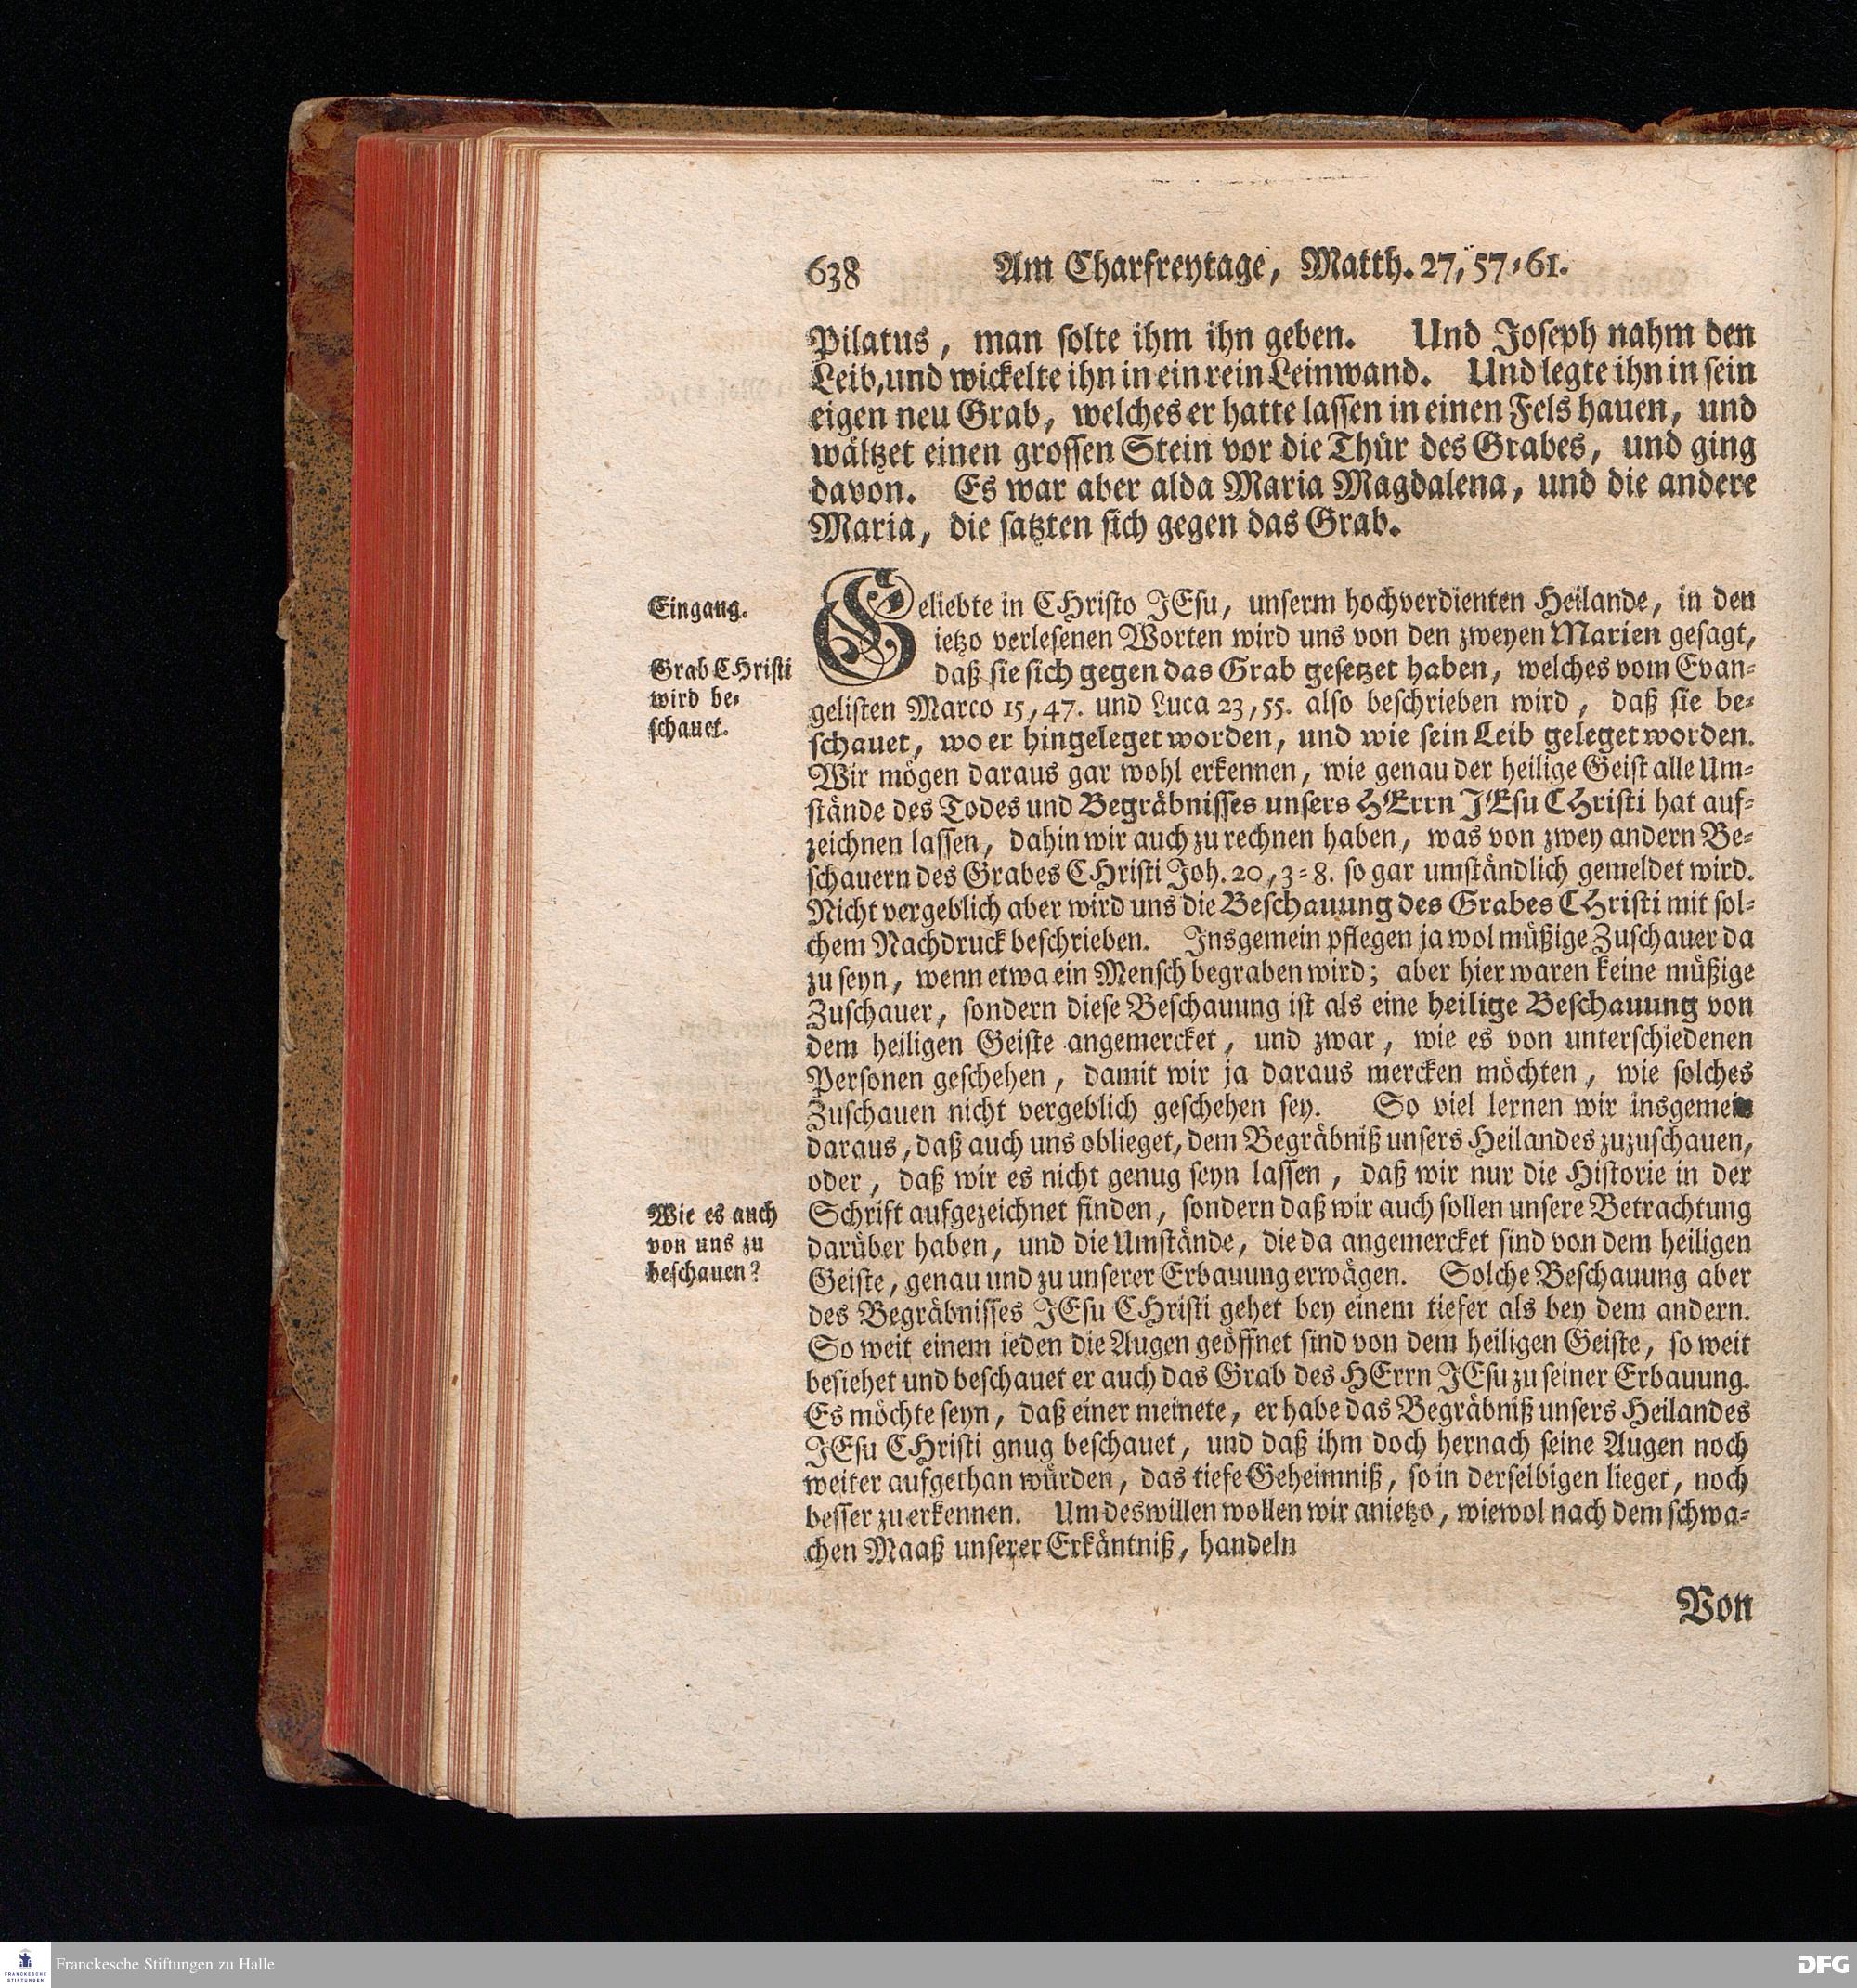 638 Am Charfreytage, Matth. 27, 57-61.
Pilatus, man solte ihm ihn geben. Und Joseph nahm den
Leib, und wickelte ihn in ein rein Leinwand. Und legte ihn in sein
eigen neu Grab, welches er hatte lassen in einen Fels hauen, und
wältzet einen grossen Stein vor die Thür des Grabes, und ging
davon. Es war aber alda Maria Magdalena, und die andere
Maria, die satzten sich gegen das Grab.
Eingang.
Grab CHristi
wird be-
schauet.
Geliebte in CHristo JEsu, unserm hochverdienten Heilande, in den
ietzo verlesenen Worten wird uns von den zweyen Marien gesagt,
daß sie sich gegen das Grab gesetzet haben, welches vom Evan-
gelisten Marco 15, 47. und Luca 23, 55. also beschrieben wird, daß sie be-
schauet, wo er hingeleget worden, und wie sein Leib geleget worden.
Wir mögen daraus gar wohl erkennen, wie genau der heilige Geist alle Um-
stände des Todes und Begräbnisses unsers HErrn JEsu CHristi hat auf-
zeichnen lassen, dahin wir auch zu rechnen haben, was von zwey andern Be-
schauern des Grabes CHristi Joh. 20, 3-8. so gar umständlich gemeldet wird.
Nicht vergeblich aber wird uns die Beschauung des Grabes CHristi mit sol-
chem Nachdruck beschrieben. Insgemein pflegen ja wol müßige Zuschauer da
zu seyn, wenn etwa ein Mensch begraben wird; aber hier waren keine müßige
Zuschauer, sondern diese Beschauung ist als eine heilige Beschauung von
dem heiligen Geiste angemercket, und zwar, wie es von unterschiedenen
Personen geschehen, damit wir ja daraus mercken möchten, wie solches
Zuschauen nicht vergeblich geschehen sey. So viel lernen wir insgemein
daraus, daß auch uns oblieget, dem Begräbniß unsers Heilandes zuzuschauen,
oder, daß wir es nicht genug seyn lassen, daß wir nur die Historie in der
Wie es auch
von uns zu
beschauen?
Schrift aufgezeichnet finden, sondern daß wir auch sollen unsere Betrachtung
darüber haben, und die Umstände, die da angemercket sind von dem heiligen
Geiste, genau und zu unserer Erbauung erwägen. Solche Beschauung aber
des Begräbnisses JEsu CHristi gehet bey einem tiefer als bey dem andern.
So weit einem ieden die Augen geöffnet sind von dem heiligen Geiste, so weit
besiehet und beschauet er auch das Grab des HErrn JEsu zu seiner Erbauung.
Es möchte seyn, daß einer meinete, er habe das Begräbniß unsers Heilandes
JEsu CHristi gnug beschauet, und daß ihm doch hernach seine Augen noch
weiter aufgethan würden, das tiefe Geheimniß, so in derselbigen lieget, noch
besser zu erkennen. Um deswillen wollen wir anietzo, wiewol nach dem schwa-
chen Maaß unserer Erkäntniß, handeln
Von
FRANCKESCHE
STIFTUNGEN
Franckesche Stiftungen zu Halle
DFG